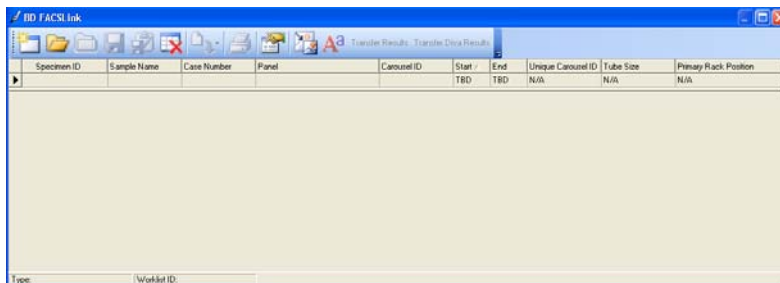 BD FACSLink
Aa Transfer Results Transfer Diva Results
Specimen ID Sample Name Case Number Panel Carousel ID Start End Unique Carousel ID Tube Size Primary Rack Position
TBD TBD N/A N/A N/A
Type: Worklist ID: